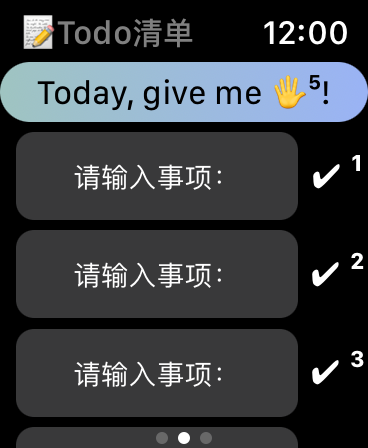 📝Todo清单 12:00
Today, give me 🖐⁵!
请输入事项： ✔ 1
请输入事项： ✔ 2
请输入事项： ✔ 3